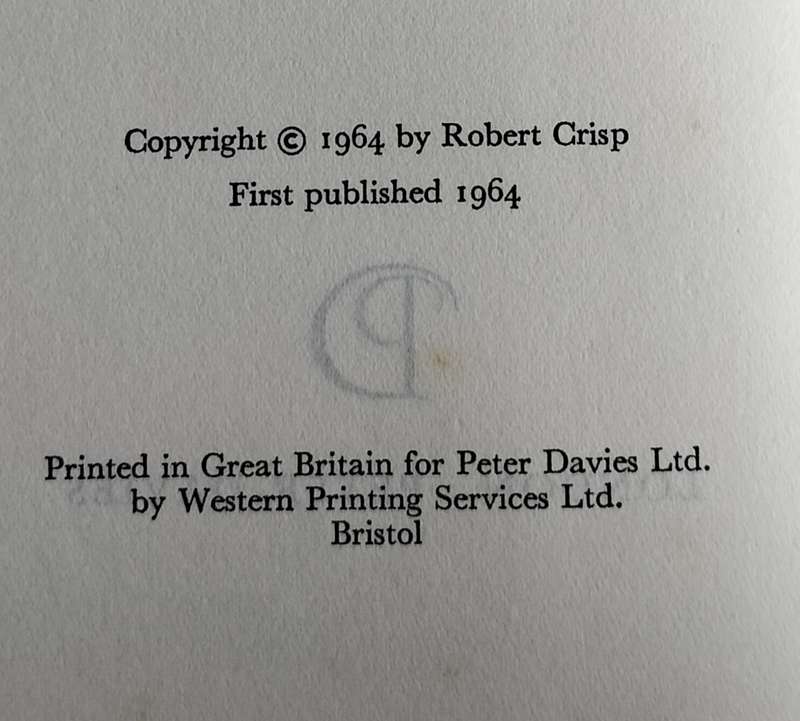 Copyright © 1964 by Robert Crisp
First published 1964
Printed in Great Britain for Peter Davies Ltd.
by Western Printing Services Ltd.
Bristol